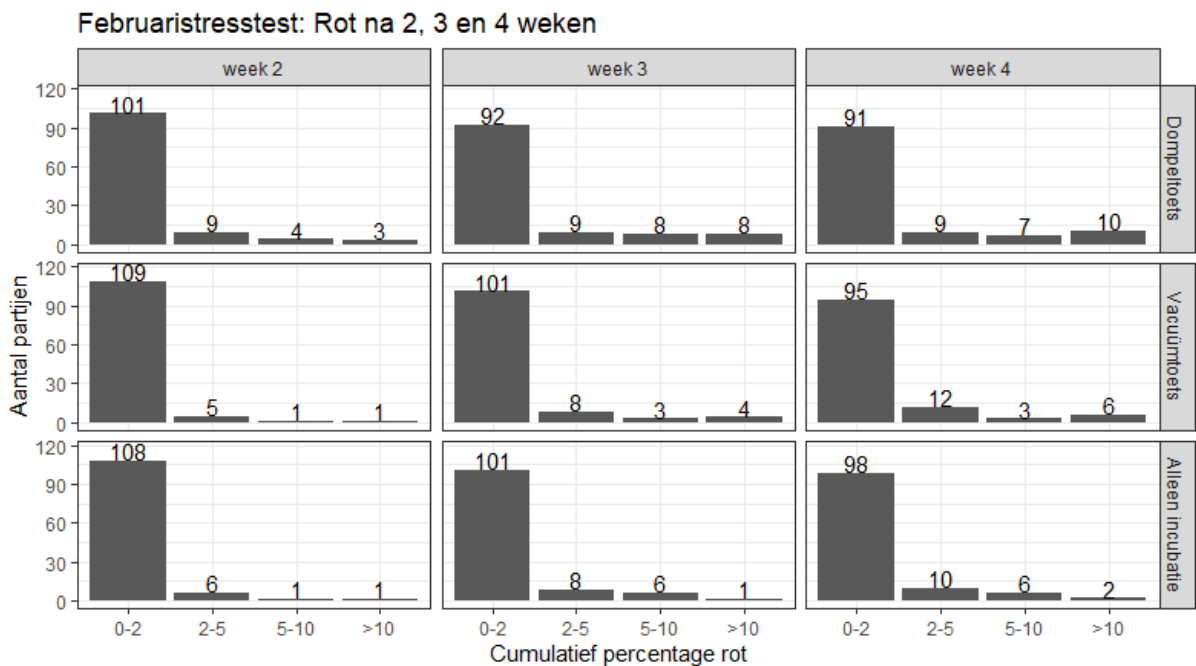 Februaristresstest: Rot na 2, 3 en 4 weken
week 2 week 3 week 4
Aantal partijen
120
90
60
30
0
101 9 4 3
92 9 8 8
91 9 7 10
Dompeltoets
120
90
60
30
0
109 5 1 1
101 8 3 4
95 12 3 6
Vacuümtoets
120
90
60
30
0
108 6 1 1
101 8 6 1
98 10 6 2
Alleen incubatie
0-2 2-5 5-10 >10 0-2 2-5 5-10 >10 0-2 2-5 5-10 >10
Cumulatief percentage rot